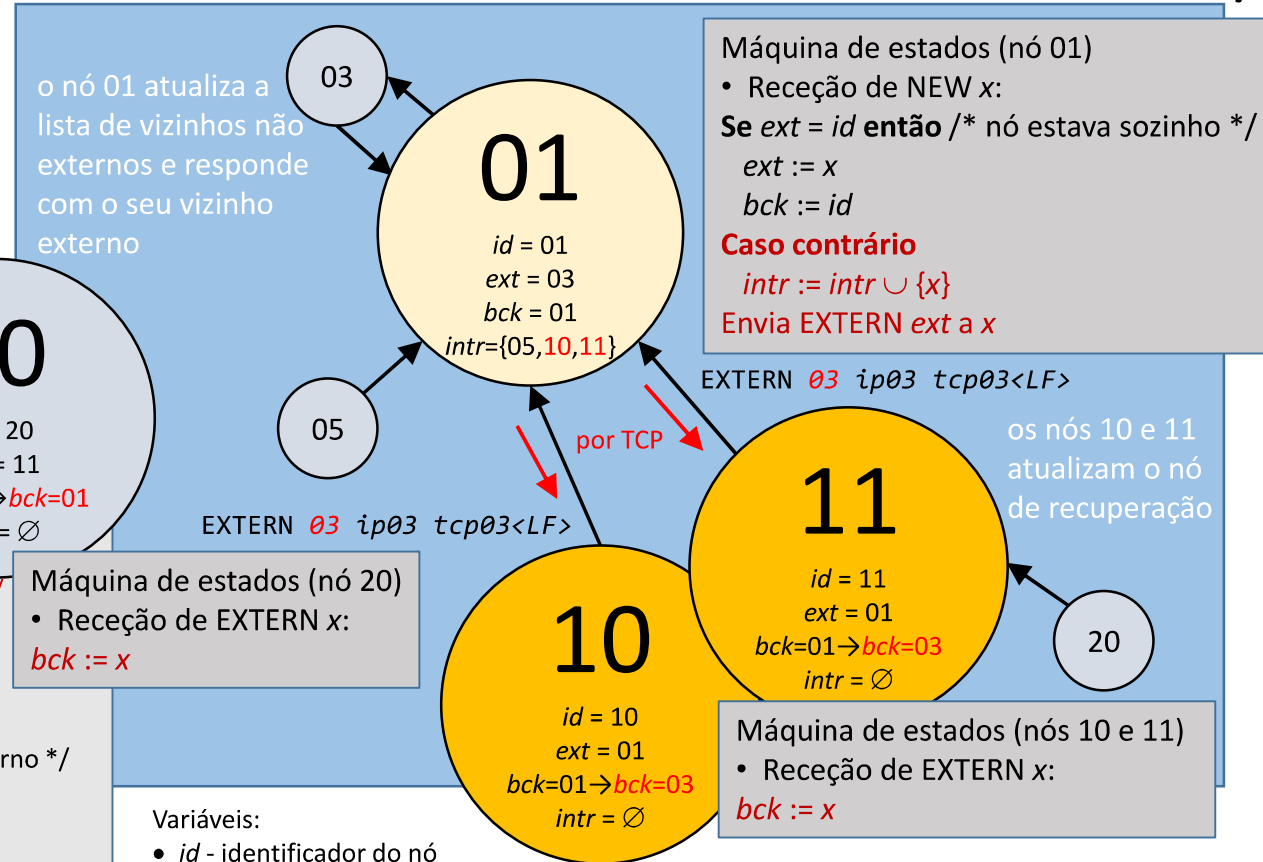 o nó 01 atualiza a
lista de vizinhos não
externos e responde
com o seu vizinho
externo
03
01
id = 01
ext = 03
bck = 01
intr={05,10,11}
Máquina de estados (nó 01)
• Receção de NEW x:
Se ext = id então /* nó estava sozinho */
ext := x
bck := id
Caso contrário
intr := intr ∪ {x}
Envia EXTERN ext a x
EXTERN 03 ip03 tcp03<LF>
0
20
= 11
→bck=01
= ∅
05
por TCP
EXTERN 03 ip03 tcp03<LF>
os nós 10 e 11
atualizam o nó
de recuperação
11
id = 11
ext = 01
bck=01→bck=03
intr = ∅
20
Máquina de estados (nó 20)
• Receção de EXTERN x:
bck := x
10
id = 10
ext = 01
bck=01→bck=03
intr = ∅
Máquina de estados (nós 10 e 11)
• Receção de EXTERN x:
bck := x
rno */
Variáveis:
• id - identificador do nó